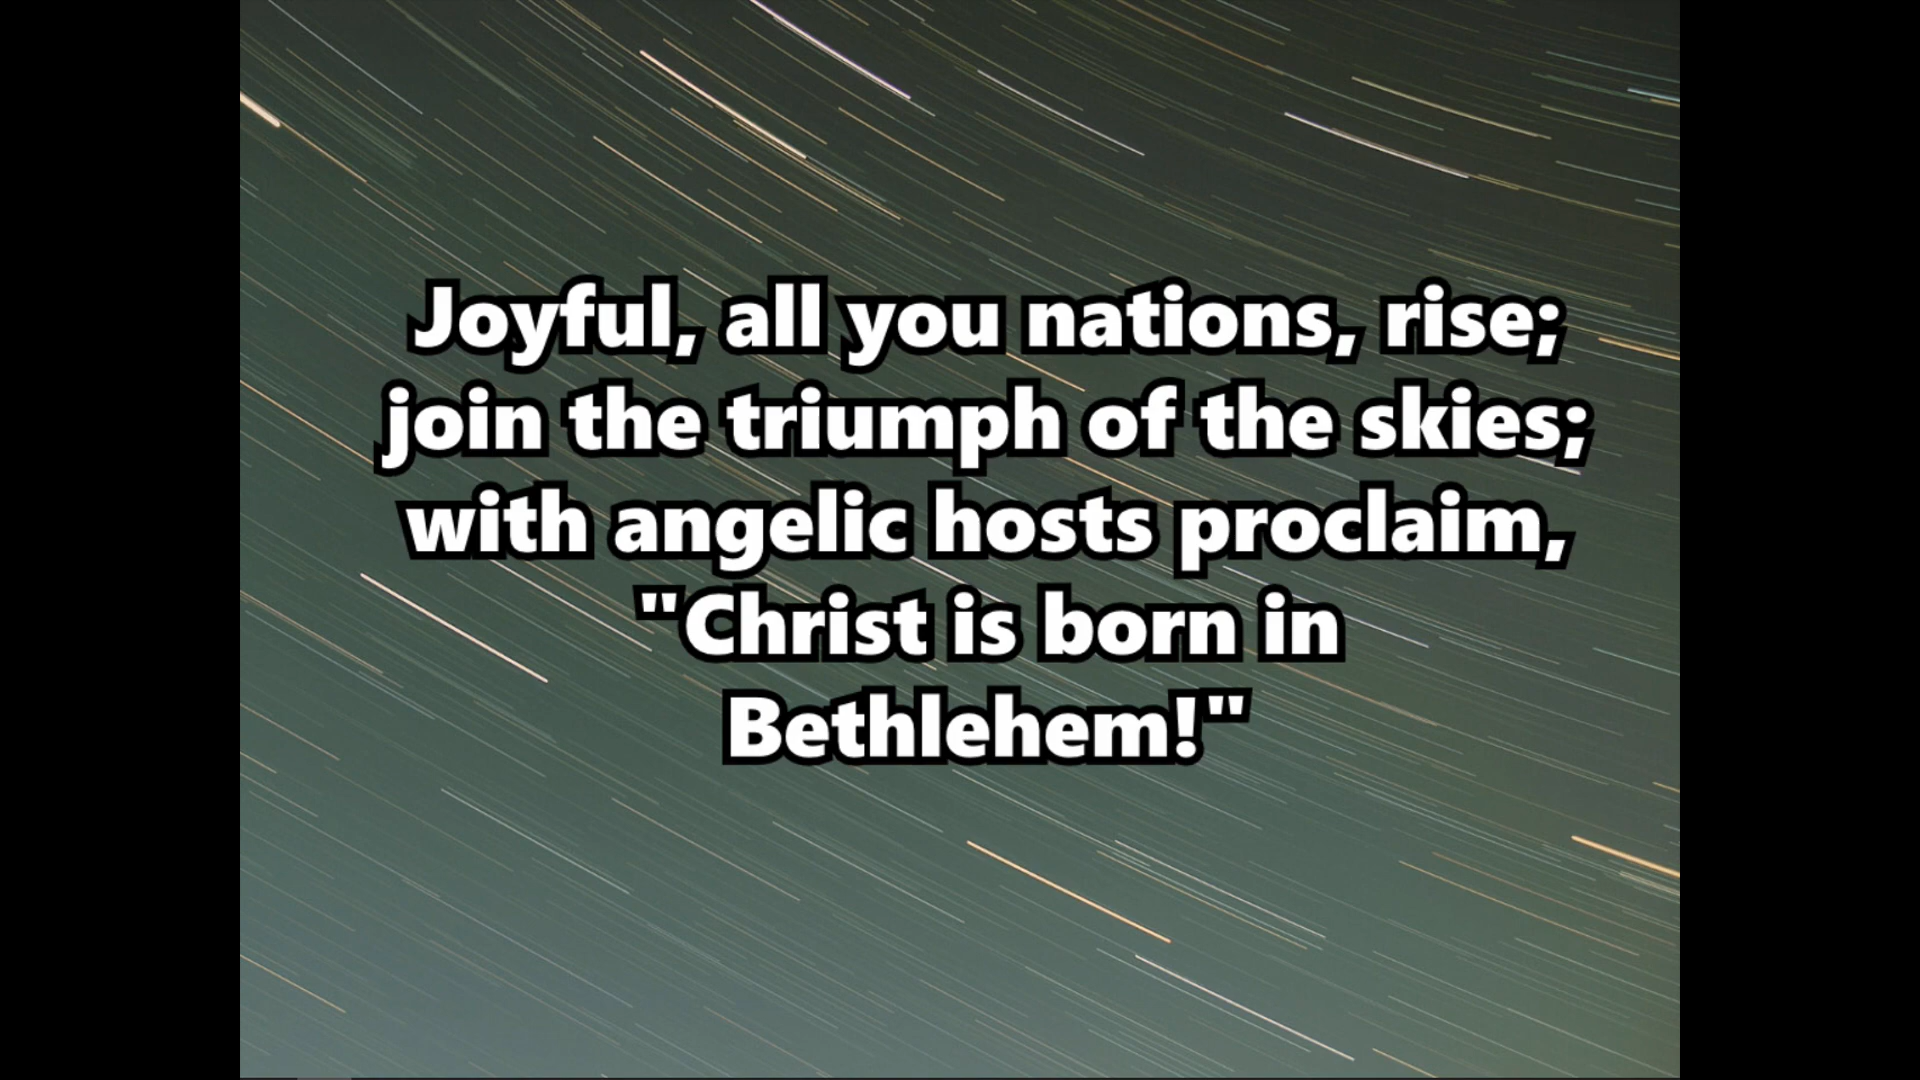 Joyful, all you nations, rise;
join the triumph of the skies;
with angelic hosts proclaim,
"Christ is born in
Bethlehem!"